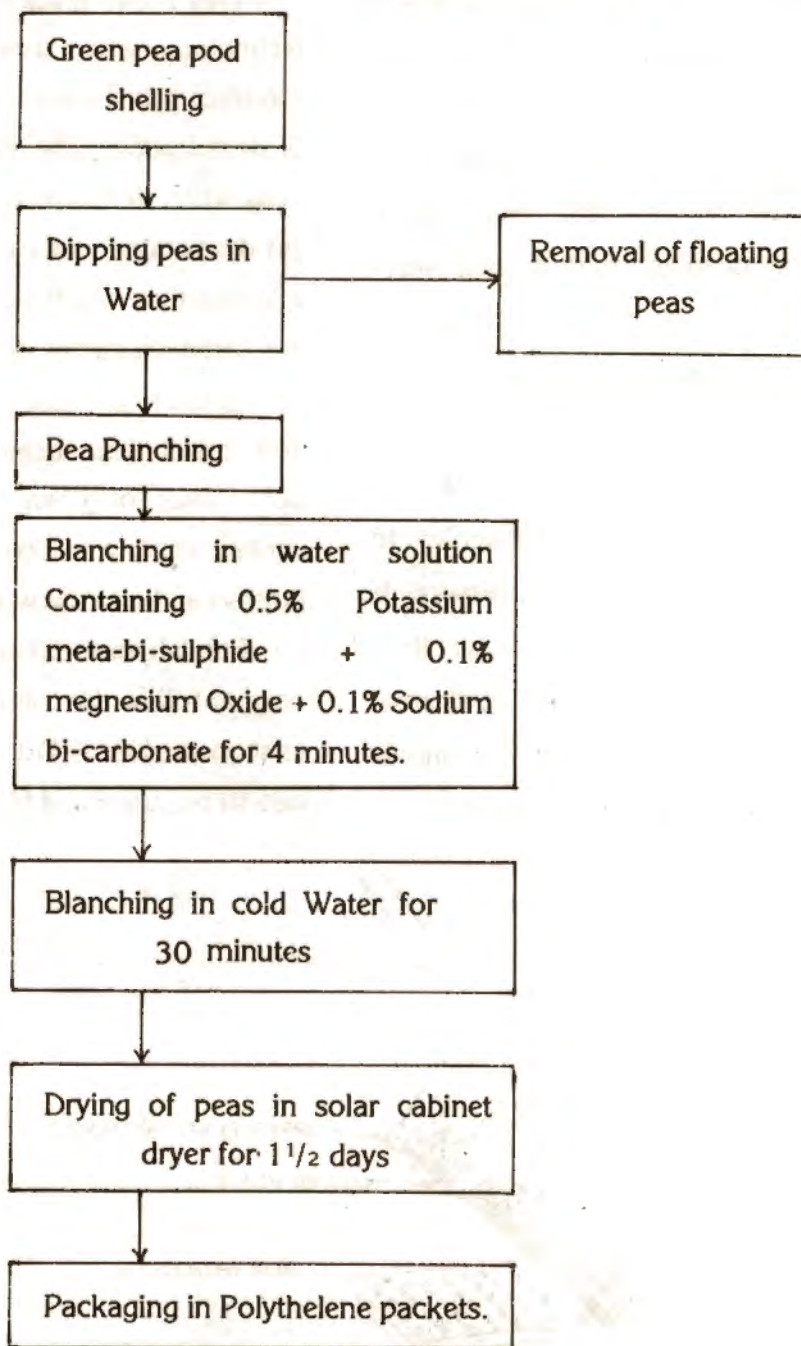 Green pea pod
shelling
Dipping peas in
Water
Removal of floating
peas
Pea Punching
Blanching in water solution
Containing 0.5% Potassium
meta-bi-sulphide + 0.1%
megnesium Oxide + 0.1% Sodium
bi-carbonate for 4 minutes.
Blanching in cold Water for
30 minutes
Drying of peas in solar cabinet
dryer for 1 1/2 days
Packaging in Polythelene packets.